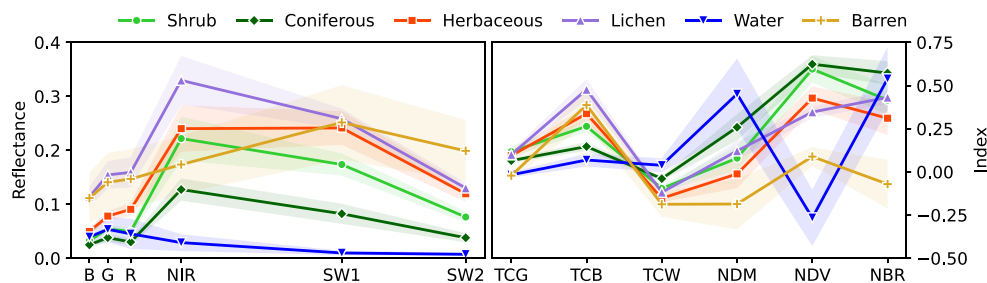 Shrub Coniferous Herbaceous Lichen Water Barren
0.4 0.75
0.3 0.50
0.2 0.25
0.1 0.00
0.0 −0.25
−0.50
Reflectance
Index
B G R NIR SW1 SW2 TCG TCB TCW NDM NDV NBR